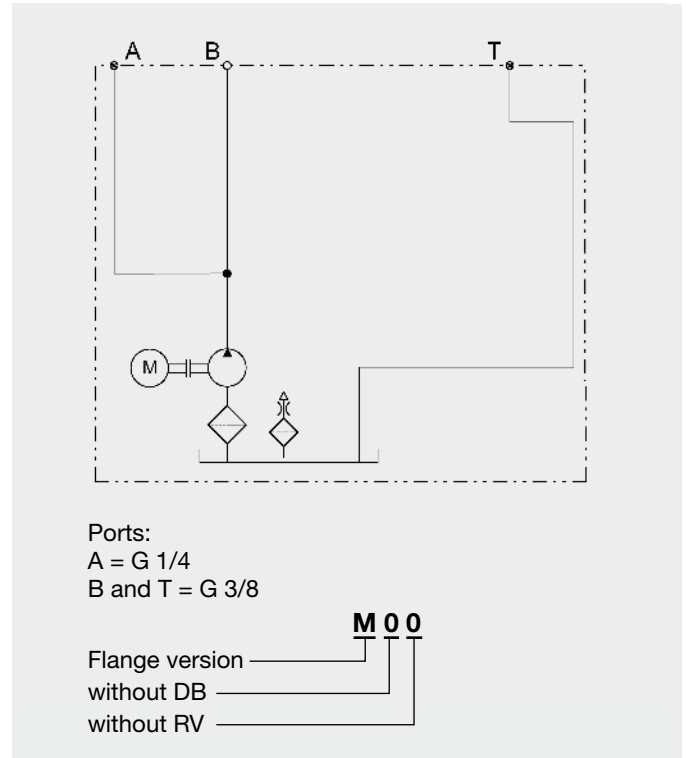 A B T
M
Ports:
A = G 1/4
B and T = G 3/8
M 0 0
Flange version
without DB
without RV